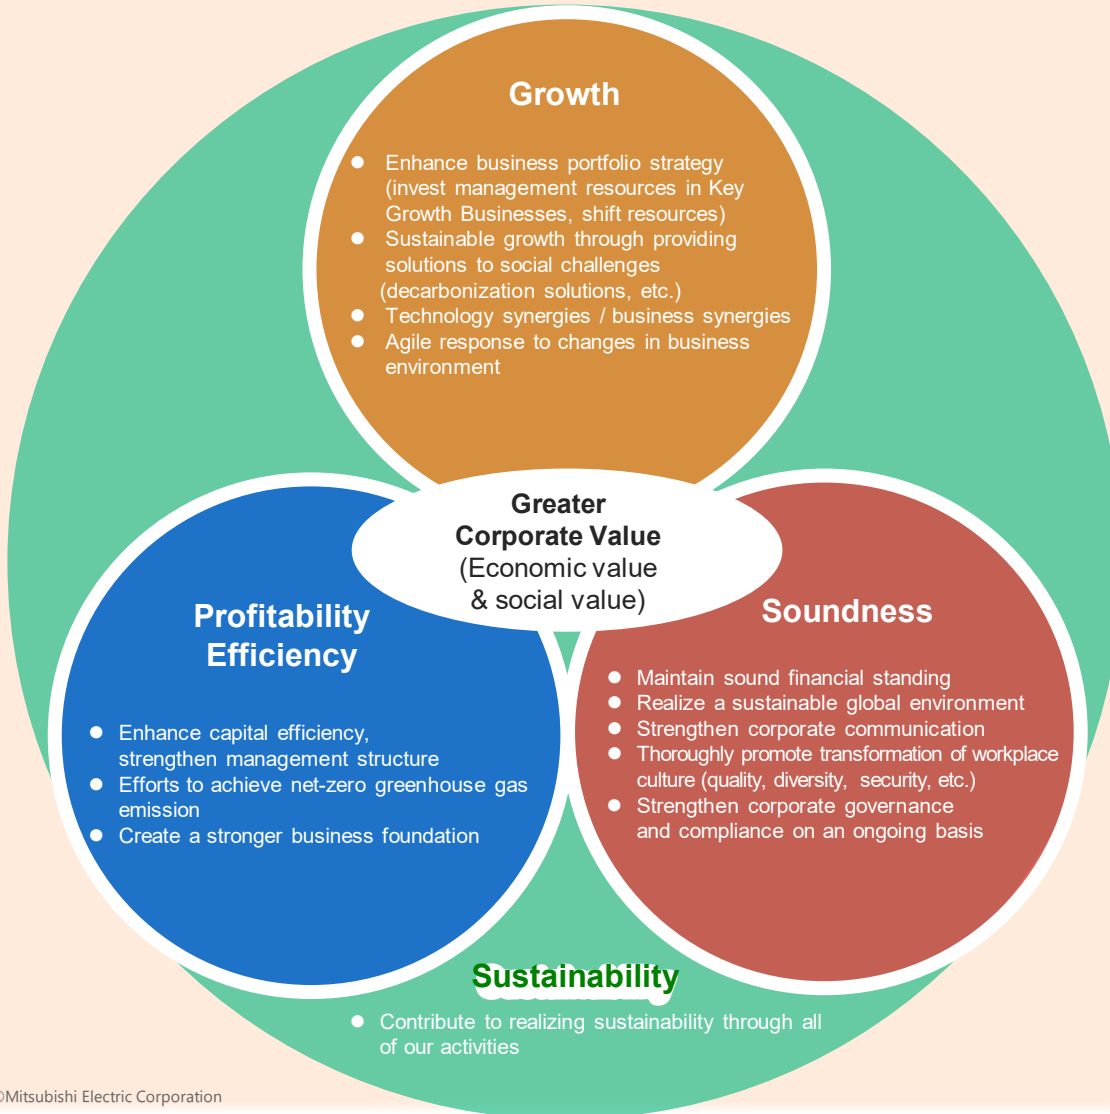 Growth
● Enhance business portfolio strategy
(invest management resources in Key
Growth Businesses, shift resources)
● Sustainable growth through providing
solutions to social challenges
(decarbonization solutions, etc.)
● Technology synergies / business synergies
● Agile response to changes in business
environment
Greater
Corporate Value
(Economic value
& social value)
Profitability
Efficiency
● Enhance capital efficiency,
strengthen management structure
● Efforts to achieve net-zero greenhouse gas
emission
● Create a stronger business foundation
Soundness
● Maintain sound financial standing
● Realize a sustainable global environment
● Strengthen corporate communication
● Thoroughly promote transformation of workplace
culture (quality, diversity, security, etc.)
● Strengthen corporate governance
and compliance on an ongoing basis
Sustainability
● Contribute to realizing sustainability through all
of our activities
©Mitsubishi Electric Corporation